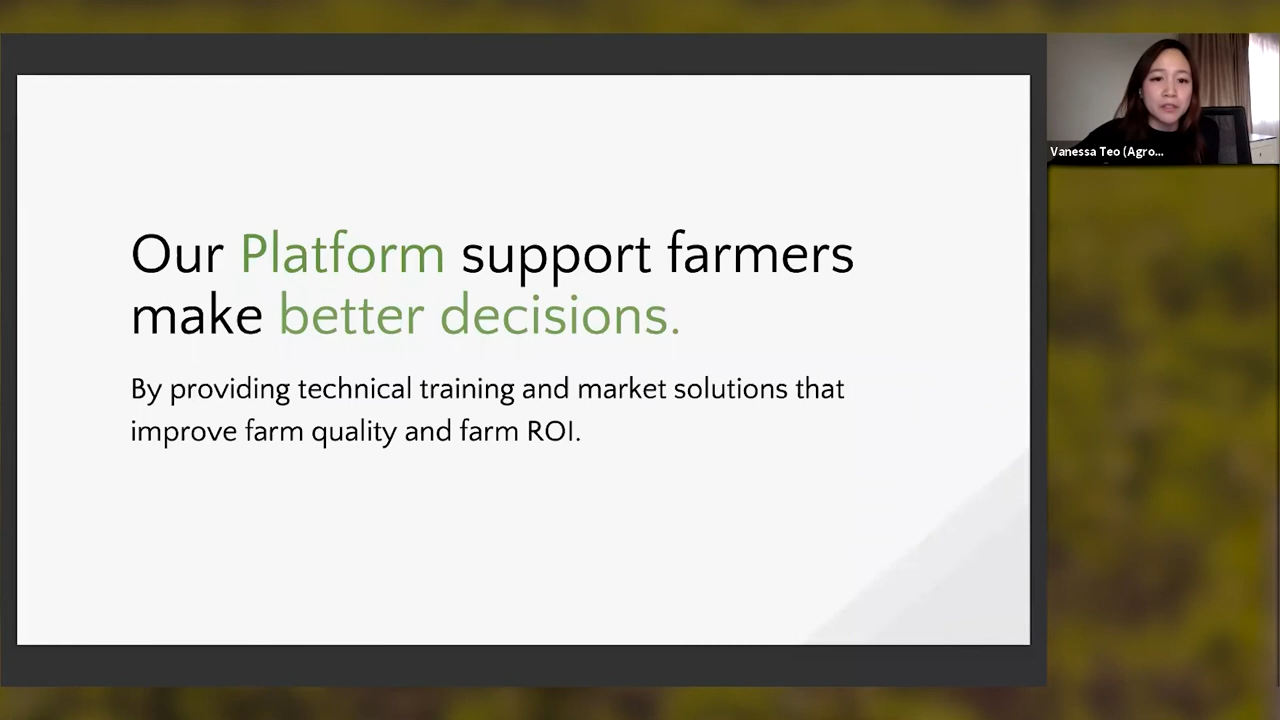 Our Platform support farmers
make better decisions.
By providing technical training and market solutions that
improve farm quality and farm ROI.
Vanessa Teo (Agro...